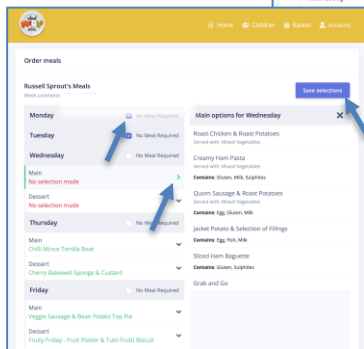 Home Children Basket Account
Order meals
Russell Sprout's Meals
Week commencing
Save selections
Monday No Meal Required
Tuesday No Meal Required
Wednesday No Meal Required
Main
No selection made
Dessert
No selection made
Thursday No Meal Required
Main
Chilli Mince Tortilla Boat
Dessert
Cherry Bakewell Sponge & Custard
Friday No Meal Required
Main
Veggie Sausage & Bean Potato Top Pie
Dessert
Fruity Friday - Fruit Platter & Tutti Frutti Biscuit
Main options for Wednesday
Roast Chicken & Roast Potatoes
Served with: Mixed Vegetables
Creamy Ham Pasta
Served with: Mixed Vegetables
Contains: Gluten, Milk, Sulphites
Quorn Sausage & Roast Potatoes
Served with: Mixed Vegetables
Contains: Egg, Gluten, Milk
Jacket Potato & Selection of Fillings
Contains: Egg, Fish, Milk
Sliced Ham Baguette
Contains: Gluten, Sulphites
Grab and Go